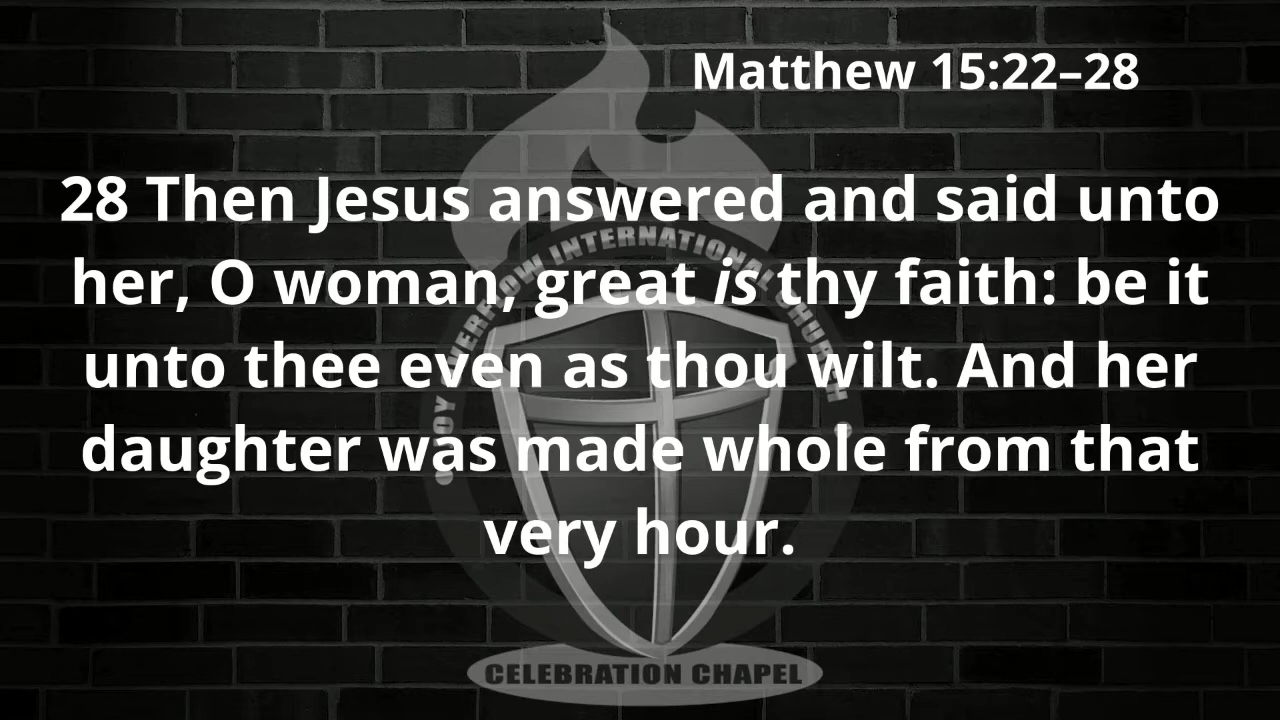 Matthew 15:22–28
28 Then Jesus answered and said unto
her, O woman, great is thy faith: be it
unto thee even as thou wilt. And her
daughter was made whole from that
very hour.
JOY OVERFLOW INTERNATIONAL CHURCH
CELEBRATION CHAPEL